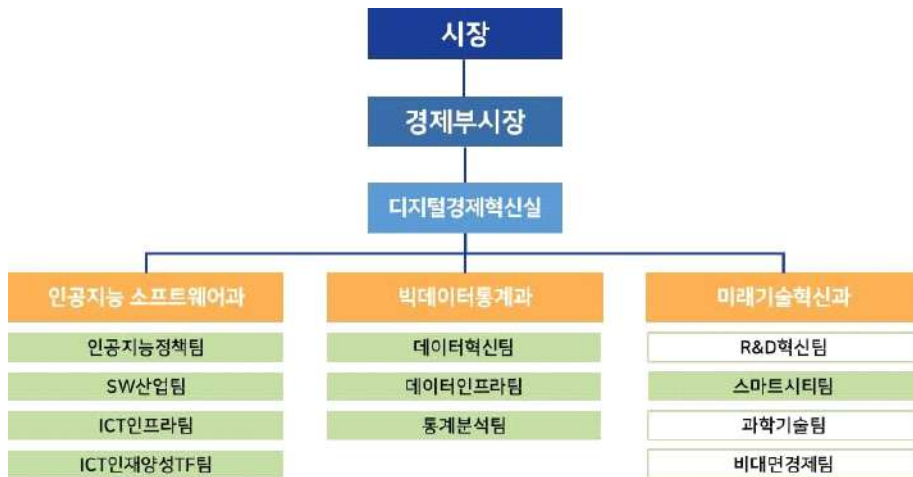 시장
경제부시장
디지털경제혁신실
인공지능 소프트웨어과
인공지능정책팀
SW산업팀
ICT인프라팀
ICT인재양성TF팀
빅데이터통계과
데이터혁신팀
데이터인프라팀
통계분석팀
미래기술혁신과
R&D혁신팀
스마트시티팀
과학기술팀
비대면경제팀